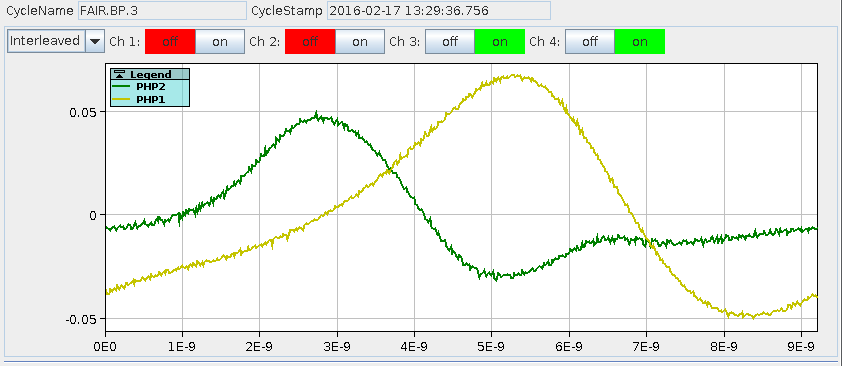 CycleName FAIR.BP.3 CycleStamp 2016-02-17 13:29:36.756
Interleaved Ch 1: off on Ch 2: off on Ch 3: off on Ch 4: off on
Legend
PHP2
PHP1
0.05
0
-0.05
0E0 1E-9 2E-9 3E-9 4E-9 5E-9 6E-9 7E-9 8E-9 9E-9